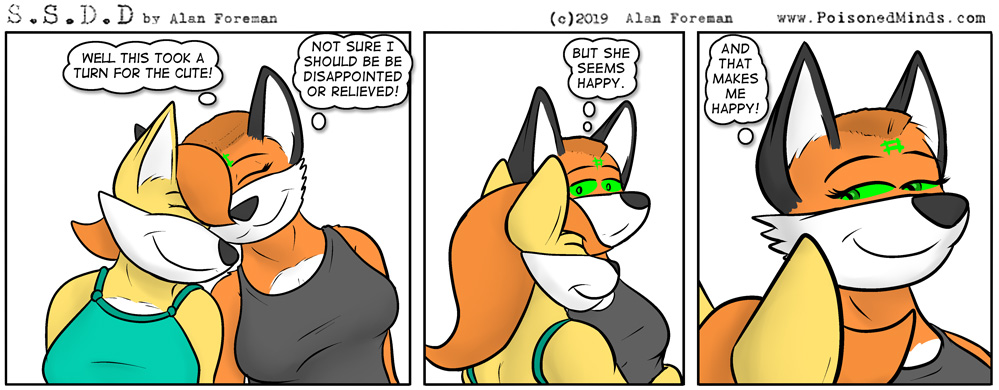 S.S.D.D by Alan Foreman (c)2019 Alan Foreman www.PoisonedMinds.com
WELL THIS TOOK A
TURN FOR THE CUTE!
NOT SURE I
SHOULD BE BE
DISAPPOINTED
OR RELIEVED!
BUT SHE
SEEMS
HAPPY.
AND
THAT
MAKES
ME
HAPPY!